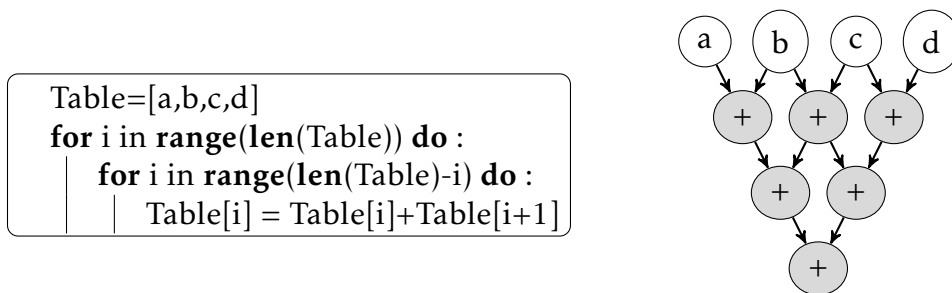 Table=[a,b,c,d]
for i in range(len(Table)) do :
for i in range(len(Table)-i) do :
Table[i] = Table[i]+Table[i+1]
a b c d
+ + +
+ +
+